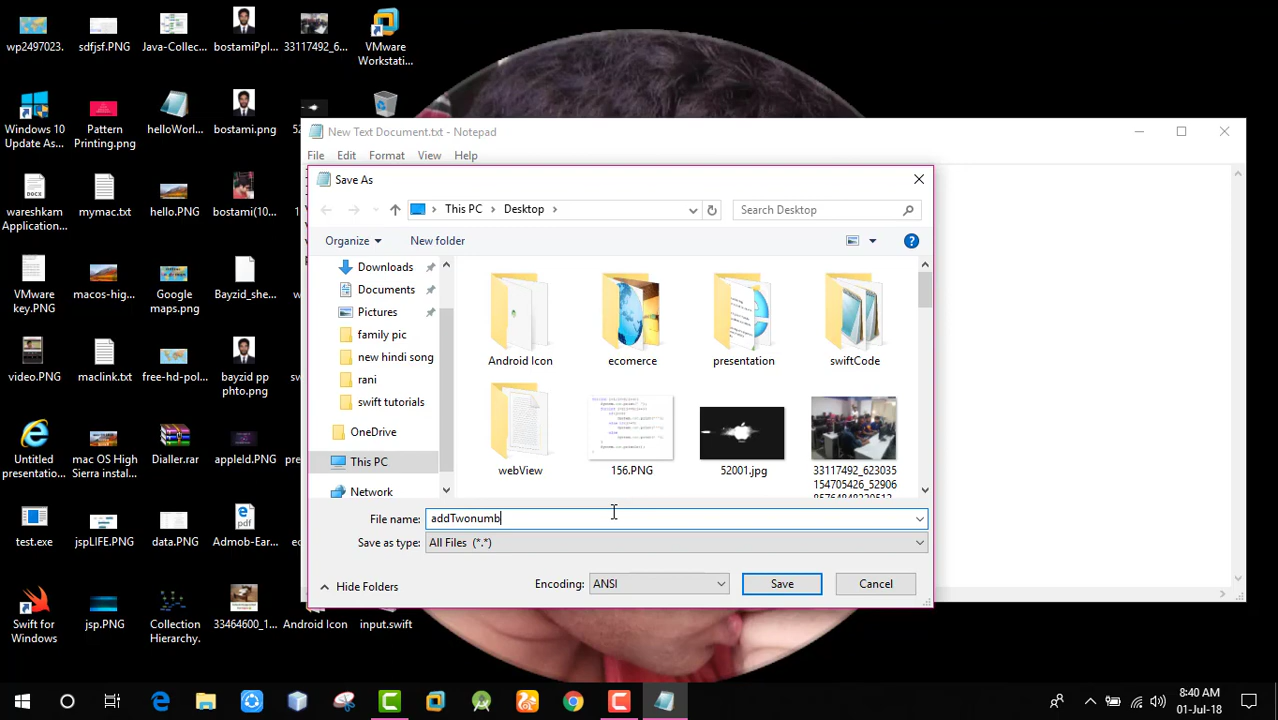 wp2497023.
sdfjsf.PNG
Java-Collec...
bostamiPpl...
33117492_6...
VMware Workstati...
Windows 10 Update As...
Pattern Printing.png
helloWorl...
bostami.png
New Text Document.txt - Notepad
File Edit Format View Help
Save As
This PC > Desktop >
Search Desktop
Organize
New folder
wareshkam Application...
mymac.txt
hello.PNG
bostami(10...
VMware key.PNG
macos-hig...
Google maps.png
Bayzid_she...
video.PNG
maclink.txt
free-hd-pol...
bayzid pp phto.png
Untitled presentatio...
mac OS High Sierra instal...
Dialler.rar
appleId.PNG
test.exe
jspLIFE.PNG
data.PNG
Admob-Ear...
Swift for Windows
jsp.PNG
Collection Hierarchy.
33464600_1...
Android Icon
input.swift
Downloads
Documents
Pictures
family pic
new hindi song
rani
swift tutorials
OneDrive
This PC
Network
Android Icon
ecomerce
presentation
swiftCode
webView
156.PNG
52001.jpg
33117492_623035
154705426_52906
File name: addTwonumb
Save as type: All Files (*.*)
Hide Folders
Encoding: ANSI
Save
Cancel
8:40 AM
01-Jul-18